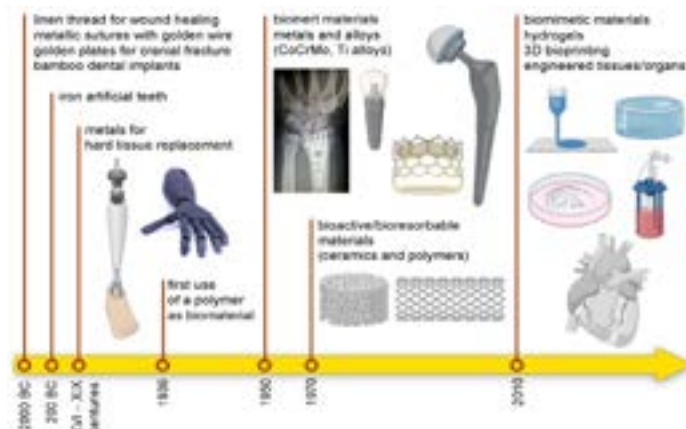 linen thread for wound healing
metallic sutures with golden wire
golden plates for cranial fracture
bamboo dental implants
iron artificial teeth
metals for
hard tissue replacement
first use
of a polymer
as biomaterial
bioinert materials
metals and alloys
(CoCrMo, Ti alloys)
bioactive/bioresorbable
materials
(ceramics and polymers)
biomimetic materials
hydrogels
3D bioprinting
engineered tissues/organs
2000 BC
200 BC
XVI - XIX
centuries
1950
1970
2010